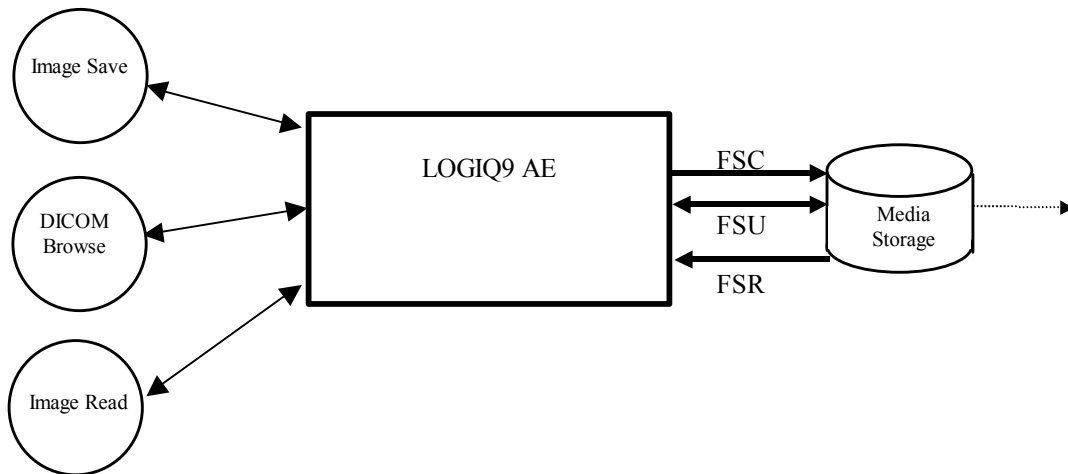 Image Save
DICOM
Browse
Image Read
LOGIQ9 AE
FSC
FSU
FSR
Media
Storage